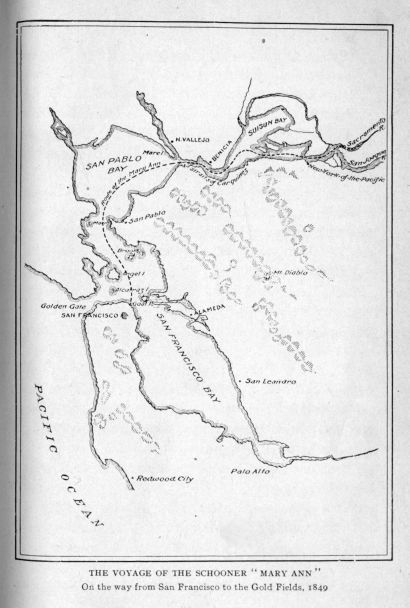 Sacramento R.
San Joaquin R.
SUISUN BAY
BENICIA
N. VALLEJO
Mare I
SAN PABLO BAY
Straits of Carquinez
New-York-of-the-Pacific
Route of the Mary Ann
San Pablo
Angel I
Alcatraz I
Mt. Diablo
Golden Gate
SAN FRANCISCO
ALAMEDA
SAN FRANCISCO BAY
San Leandro
PACIFIC OCEAN
Palo Alto
Redwood City
THE VOYAGE OF THE SCHOONER "MARY ANN"
On the way from San Francisco to the Gold Fields, 1849